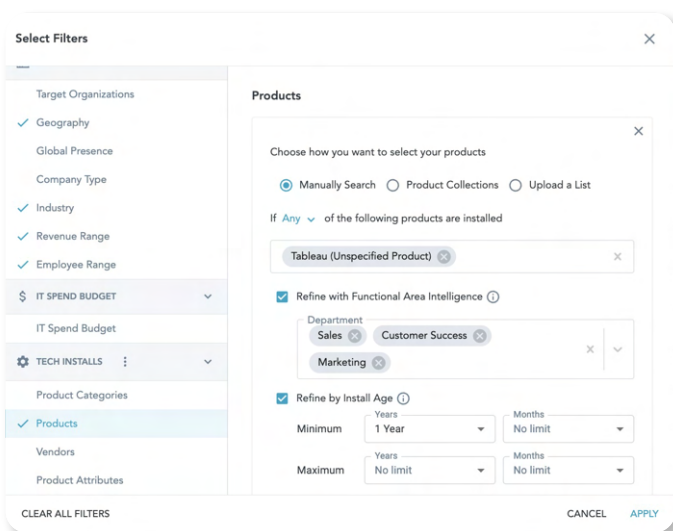 Select Filters
Target Organizations
Geography
Global Presence
Company Type
Industry
Revenue Range
Employee Range
$ IT SPEND BUDGET
IT Spend Budget
TECH INSTALLS
Product Categories
Products
Vendors
Product Attributes
Products
Choose how you want to select your products
Manually Search Product Collections Upload a List
If Any of the following products are installed
Tableau (Unspecified Product)
Refine with Functional Area Intelligence
Department
Sales Customer Success
Marketing
Refine by Install Age
Years Months
Minimum 1 Year No limit
Years Months
Maximum No limit No limit
CLEAR ALL FILTERS CANCEL APPLY